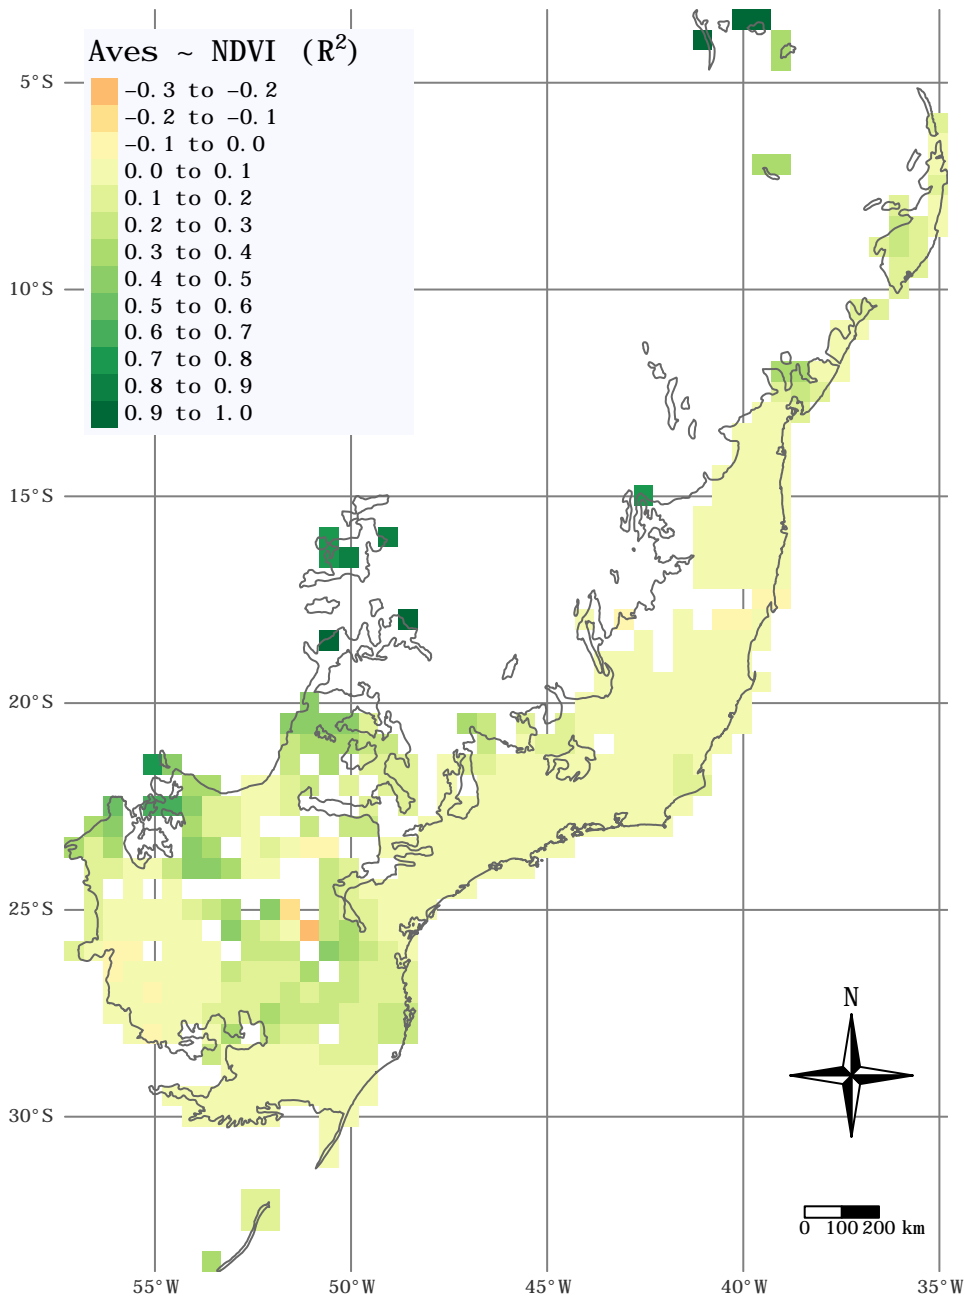 Aves ~ NDVI (R²)
-0.3 to -0.2
-0.2 to -0.1
-0.1 to 0.0
0.0 to 0.1
0.1 to 0.2
0.2 to 0.3
0.3 to 0.4
0.4 to 0.5
0.5 to 0.6
0.6 to 0.7
0.7 to 0.8
0.8 to 0.9
0.9 to 1.0
5°S
10°S
15°S
20°S
25°S
30°S
N
0 100 200 km
55°W 50°W 45°W 40°W 35°W